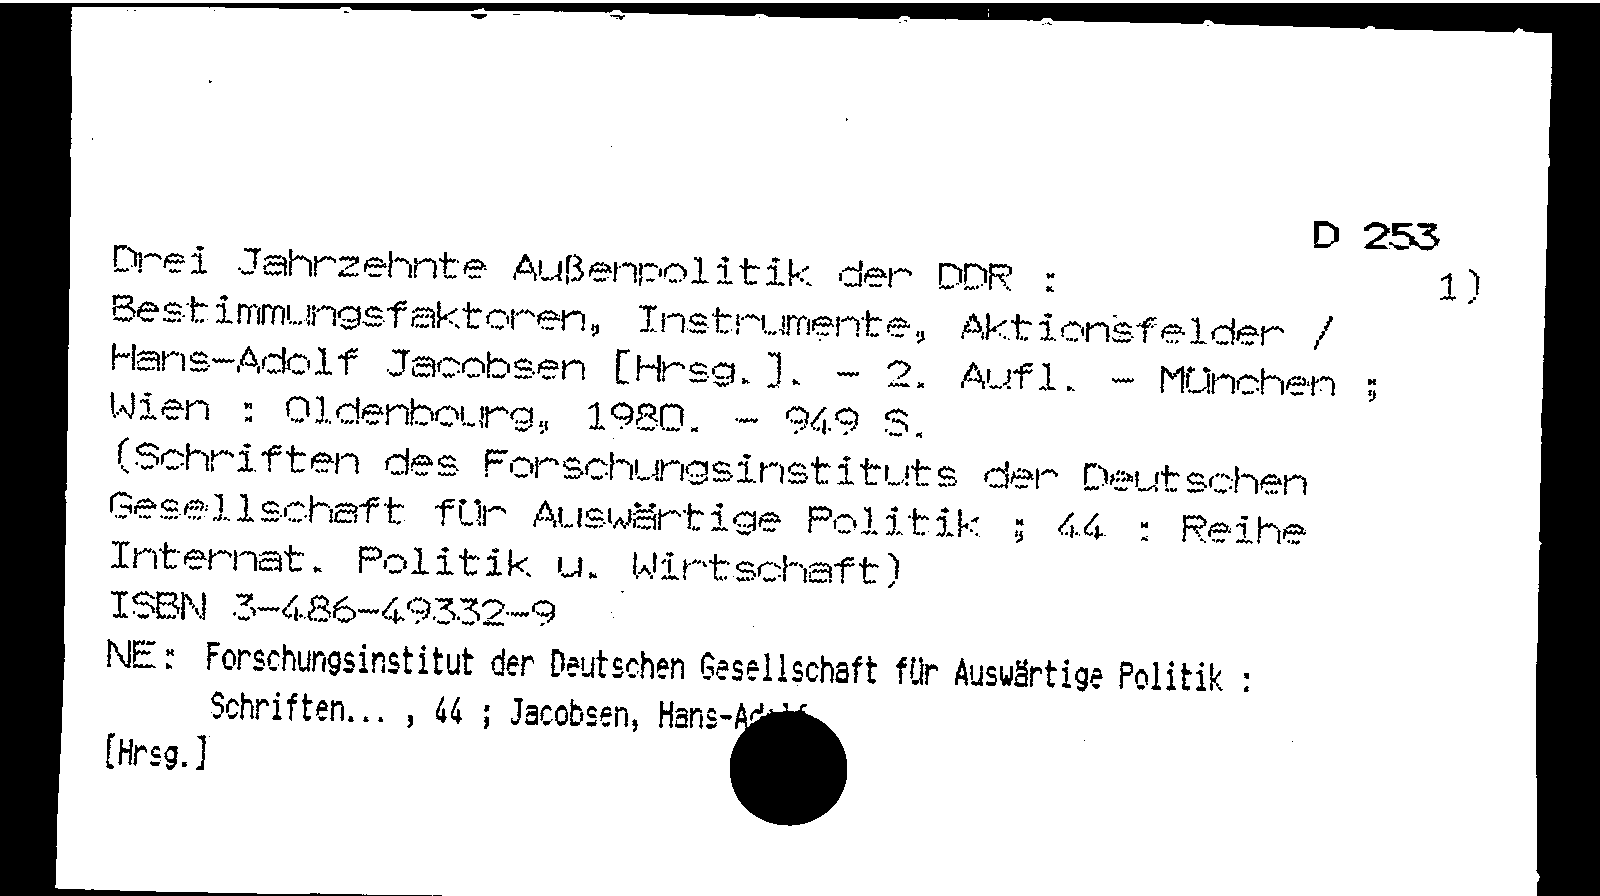 D 253
Drei Jahrzehnte Außenpolitik der DDR :
1)
Bestimmungsfaktoren, Instrumente, Aktionsfelder /
Hans-Adolf Jacobsen [Hrsg.]. - 2. Aufl. - München ;
Wien : Oldenbourg, 1980. - 949 S.
(Schriften des Forschungsinstituts der Deutschen
Gesellschaft für Auswärtige Politik ; 44 : Reihe
Internat. Politik u. Wirtschaft)
ISBN 3-486-49332-9
NE: Forschungsinstitut der Deutschen Gesellschaft für Auswärtige Politik :
Schriften... , 44 ; Jacobsen, Hans-Adolf
[Hrsg.]